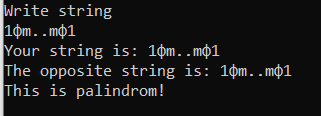 Write string
1фm..mф1
Your string is: 1фm..mф1
The opposite string is: 1фm..mф1
This is palindrom!